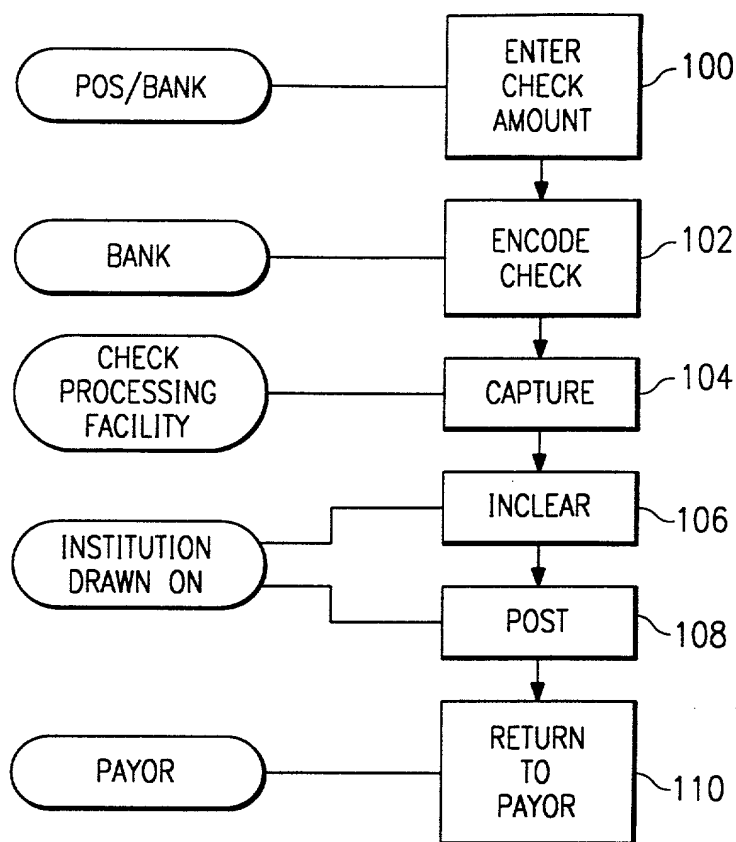 POS/BANK
ENTER
CHECK
AMOUNT
100
BANK
ENCODE
CHECK
102
CHECK
PROCESSING
FACILITY
CAPTURE
104
INSTITUTION
DRAWN ON
INCLEAR
106
POST
108
PAYOR
RETURN
TO
PAYOR
110